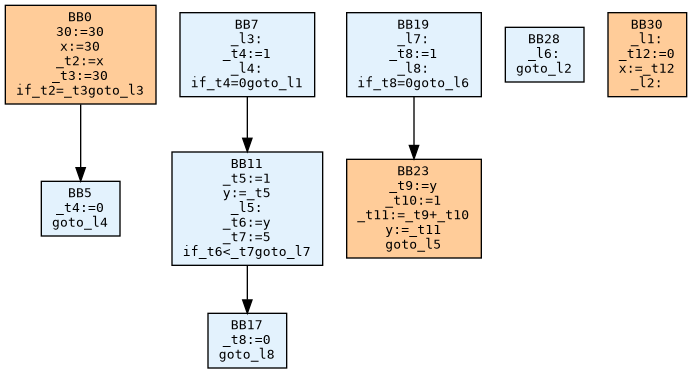 BB0
30:=30
x:=30
_t2:=x
_t3:=30
if_t2=_t3goto_l3
BB5
_t4:=0
goto_l4
BB7
_l3:
_t4:=1
_l4:
if_t4=0goto_l1
BB11
_t5:=1
y:=_t5
_l5:
_t6:=y
_t7:=5
if_t6<_t7goto_l7
BB17
_t8:=0
goto_l8
BB19
_l7:
_t8:=1
_l8:
if_t8=0goto_l6
BB23
_t9:=y
_t10:=1
_t11:=_t9+_t10
y:=_t11
goto_l5
BB28
_l6:
goto_l2
BB30
_l1:
_t12:=0
x:=_t12
_l2: